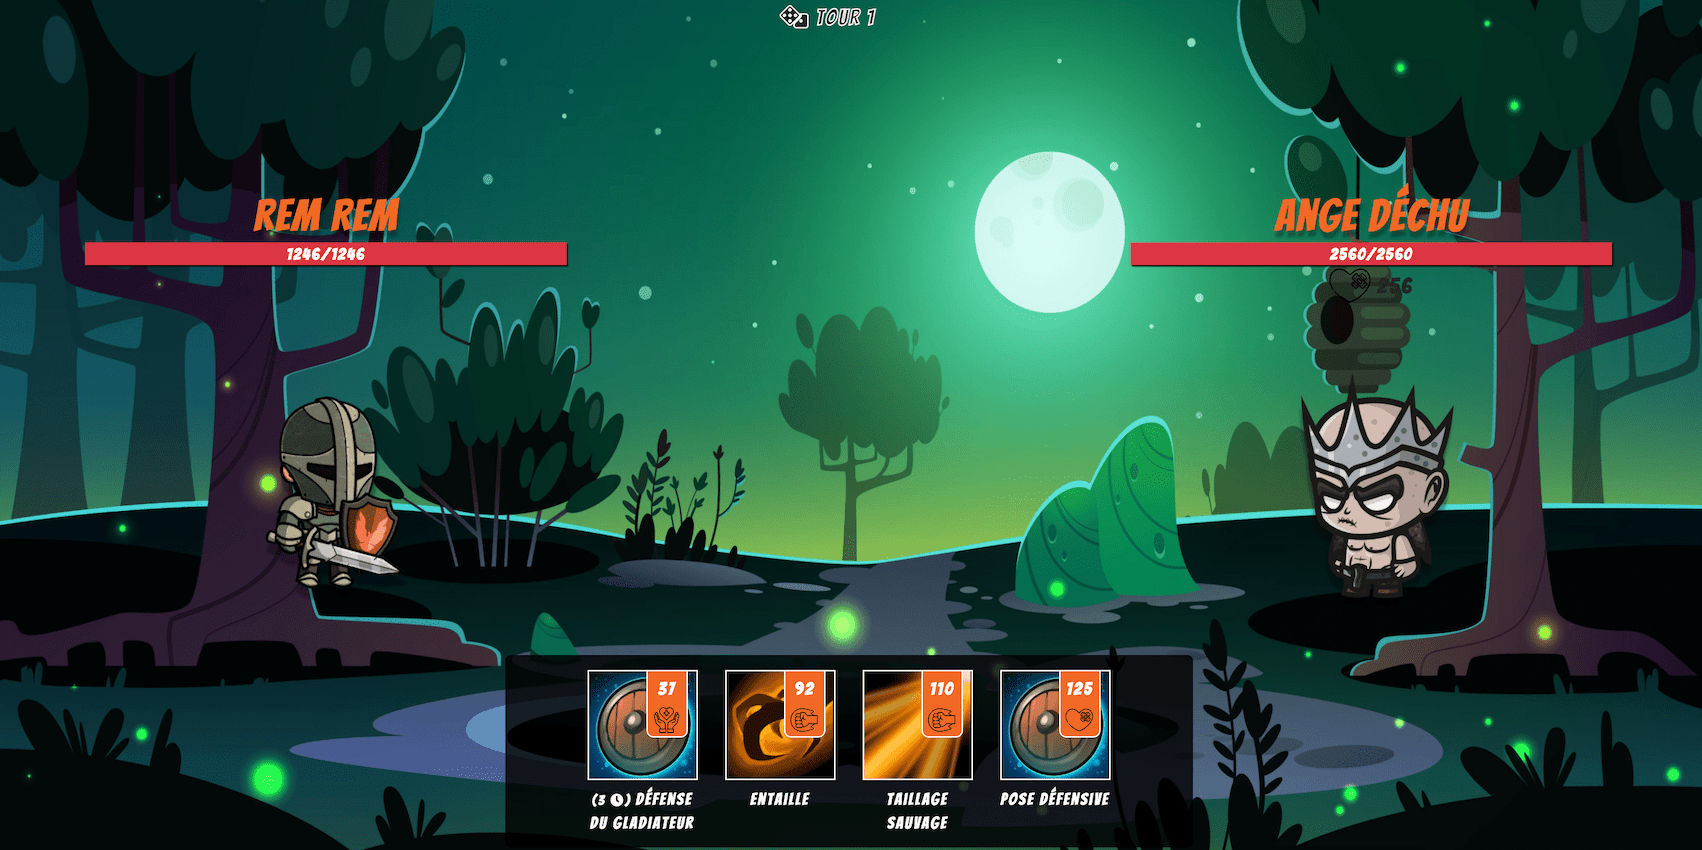 TOUR 1
REM REM
1246/1246
ANGE DÉCHU
2560/2560
256
37
92
110
125
(3 ) DÉFENSE
DU GLADIATEUR
ENTAILLE
TAILLAGE
SAUVAGE
POSE DÉFENSIVE